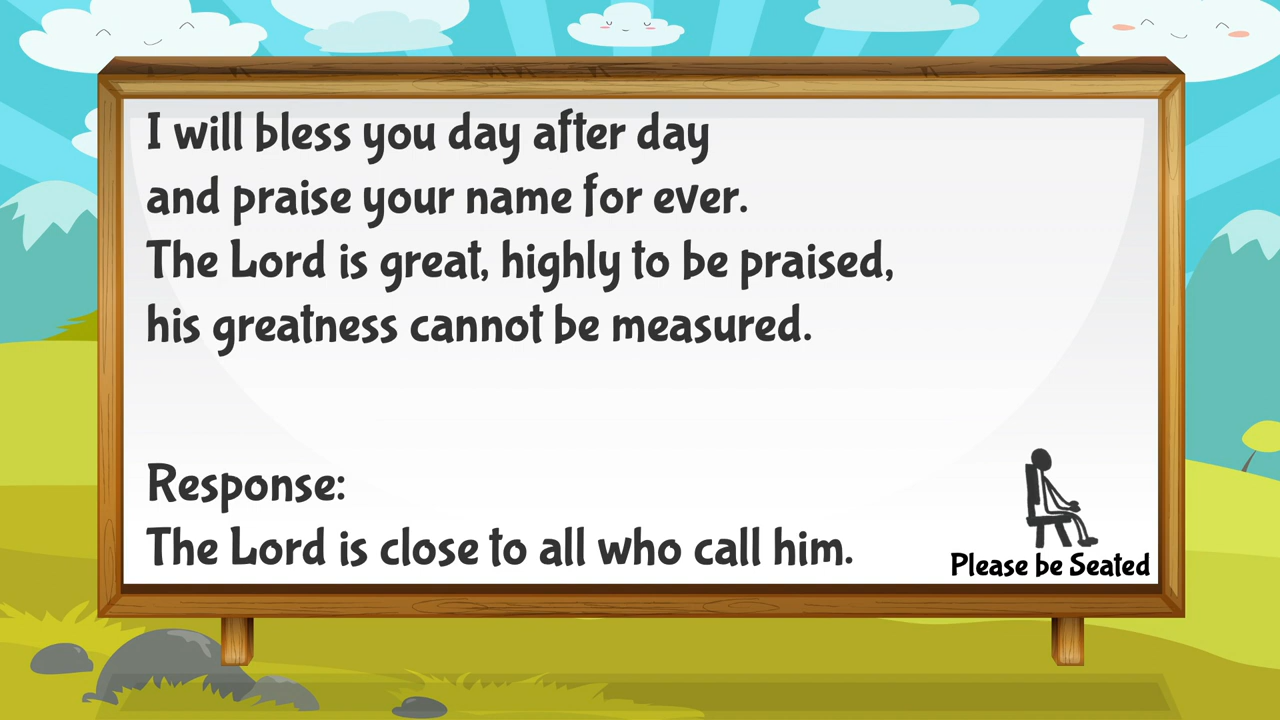 I will bless you day after day
and praise your name for ever.
The Lord is great, highly to be praised,
his greatness cannot be measured.
Response:
The Lord is close to all who call him.
Please be Seated